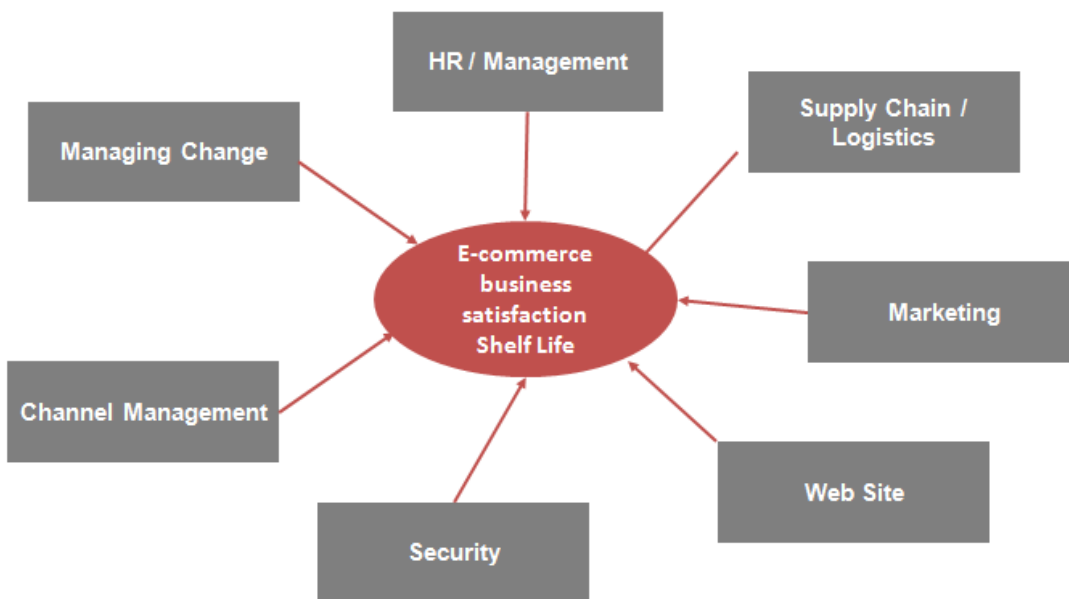 HR / Management
Supply Chain /
Logistics
Managing Change
E-commerce
business
satisfaction
Shelf Life
Marketing
Channel Management
Web Site
Security